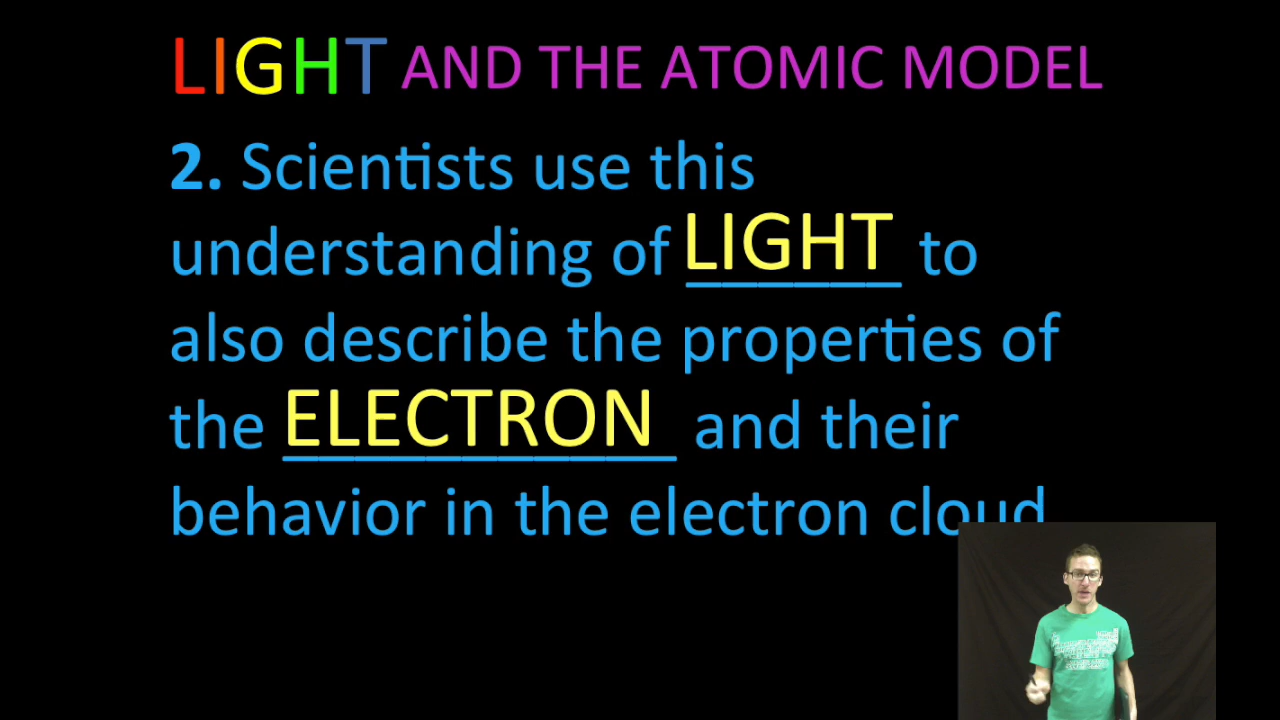 LIGHT AND THE ATOMIC MODEL
2. Scientists use this
understanding of LIGHT to
also describe the properties of
the ELECTRON and their
behavior in the electron cloud